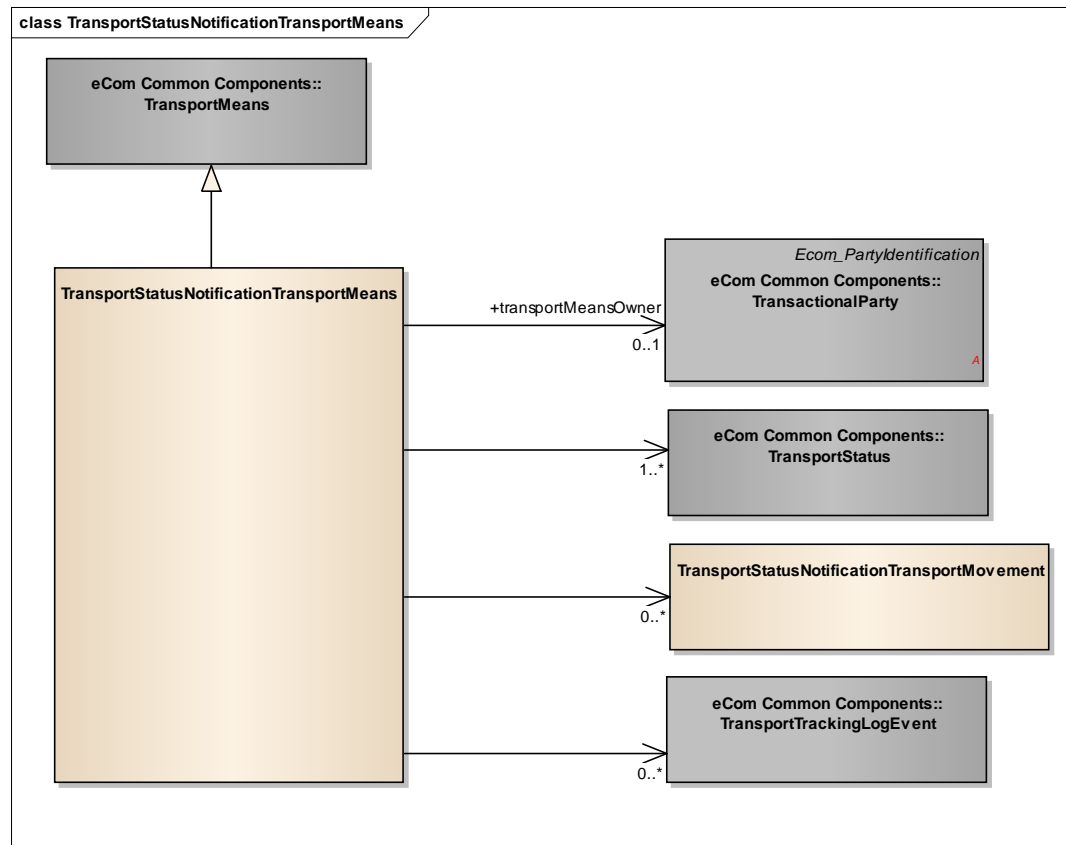 class TransportStatusNotificationTransportMeans
eCom Common Components::
TransportMeans
TransportStatusNotificationTransportMeans
+transportMeansOwner
0..1
Ecom_PartyIdentification
eCom Common Components::
TransactionalParty
A
1..*
eCom Common Components::
TransportStatus
0..*
TransportStatusNotificationTransportMovement
0..*
eCom Common Components::
TransportTrackingLogEvent